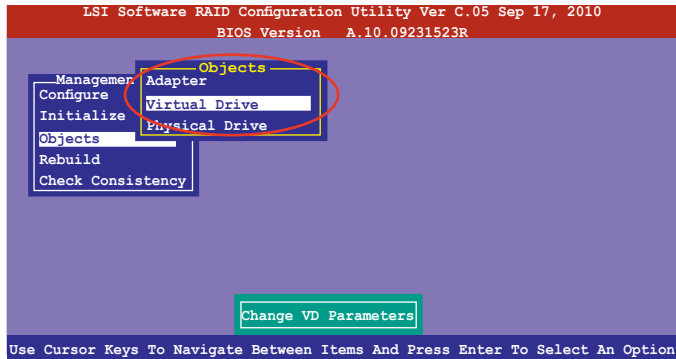 LSI Software RAID Configuration Utility Ver C.05 Sep 17, 2010
BIOS Version A.10.09231523R
Objects
Adapter
Virtual Drive
Physical Drive
Managemen
Configure
Initialize
Objects
Rebuild
Check Consistency
Change VD Parameters
Use Cursor Keys To Navigate Between Items And Press Enter To Select An Option